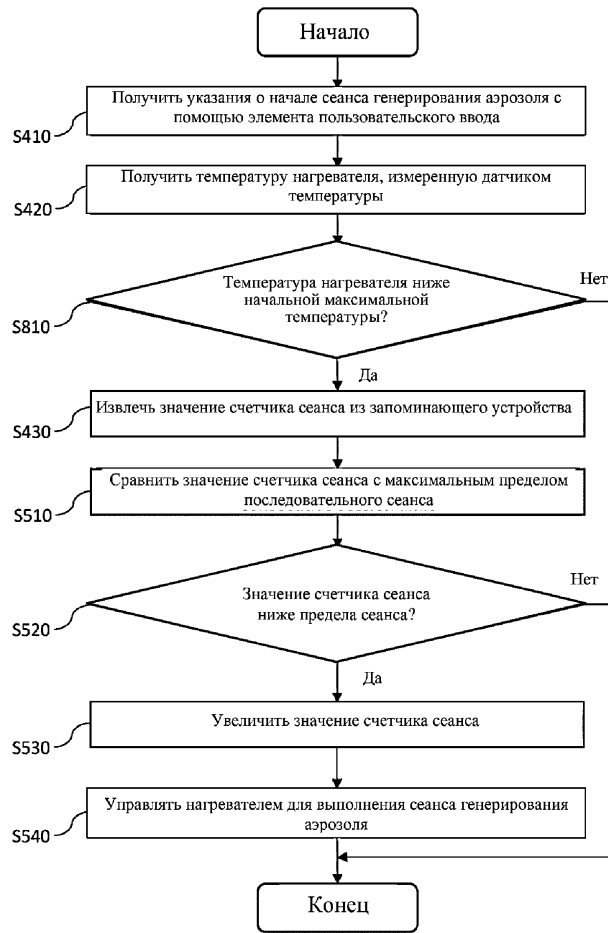 Начало
Получить указания о начале сеанса генерирования аэрозоля с
помощью элемента пользовательского ввода
S410
Получить температуру нагревателя, измеренную датчиком
температуры
S420
Температура нагревателя ниже
начальной максимальной
температуры?
Нет
S810
Да
Извлечь значение счетчика сеанса из запоминающего устройства
S430
Сравнить значение счетчика сеанса с максимальным пределом
последовательного сеанса
S510
Значение счетчика сеанса
ниже предела сеанса?
Нет
S520
Да
Увеличить значение счетчика сеанса
S530
Управлять нагревателем для выполнения сеанса генерирования
аэрозоля
S540
Конец